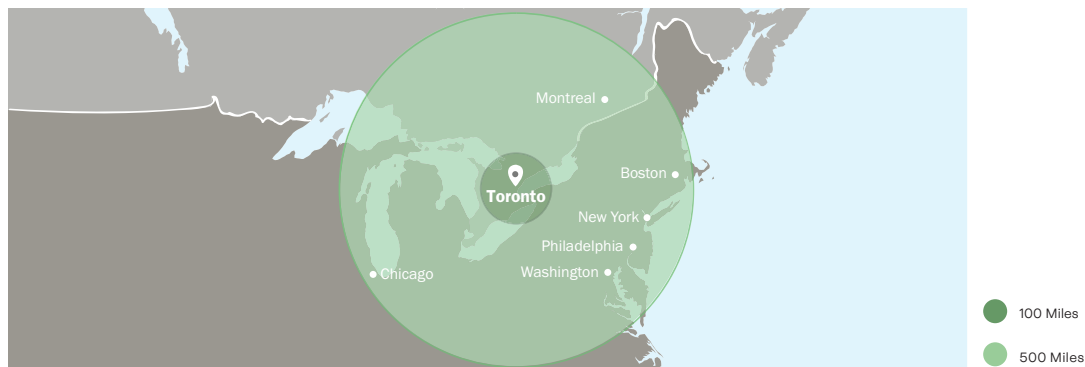 Montreal
Boston
Toronto
New York
Philadelphia
Washington
Chicago
100 Miles
500 Miles